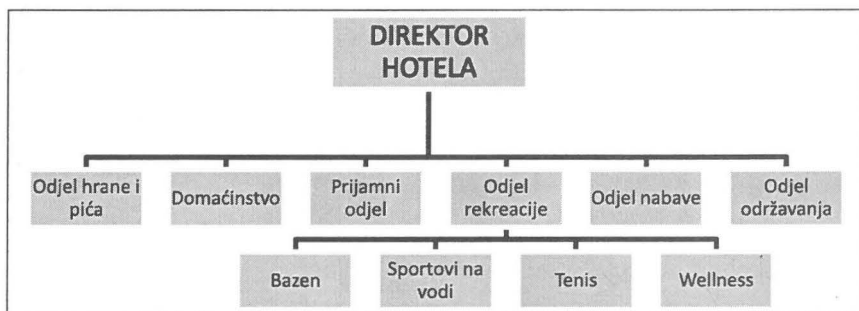 DIREKTOR
HOTELA
Odjel hrane i
pića
Domaćinstvo
Prijamni
odjel
Odjel
rekreacije
Odjel nabave
Odjel
održavanja
Bazen
Sportovi na
vodi
Tenis
Wellness